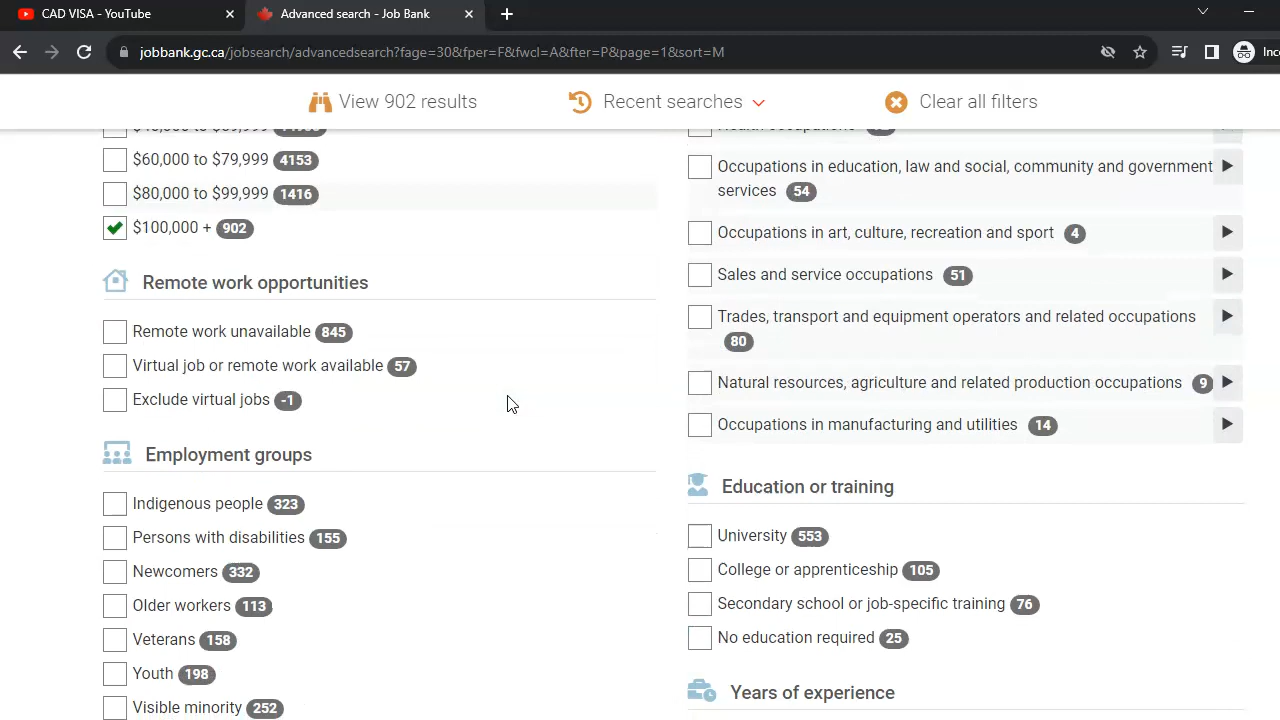 CAD VISA - YouTube
Advanced search - Job Bank
jobbank.gc.ca/jobsearch/advancedsearch?fage=30&fper=F&fwcl=A&fter=P&page=1&sort=M
Inco
View 902 results
Recent searches
Clear all filters
$60,000 to $79,999 4153
$80,000 to $99,999 1416
$100,000 + 902
Remote work opportunities
Remote work unavailable 845
Virtual job or remote work available 57
Exclude virtual jobs -1
Employment groups
Indigenous people 323
Persons with disabilities 155
Newcomers 332
Older workers 113
Veterans 158
Youth 198
Visible minority 252
Health occupations
Occupations in education, law and social, community and government
services 54
Occupations in art, culture, recreation and sport 4
Sales and service occupations 51
Trades, transport and equipment operators and related occupations
80
Natural resources, agriculture and related production occupations 9
Occupations in manufacturing and utilities 14
Education or training
University 553
College or apprenticeship 105
Secondary school or job-specific training 76
No education required 25
Years of experience